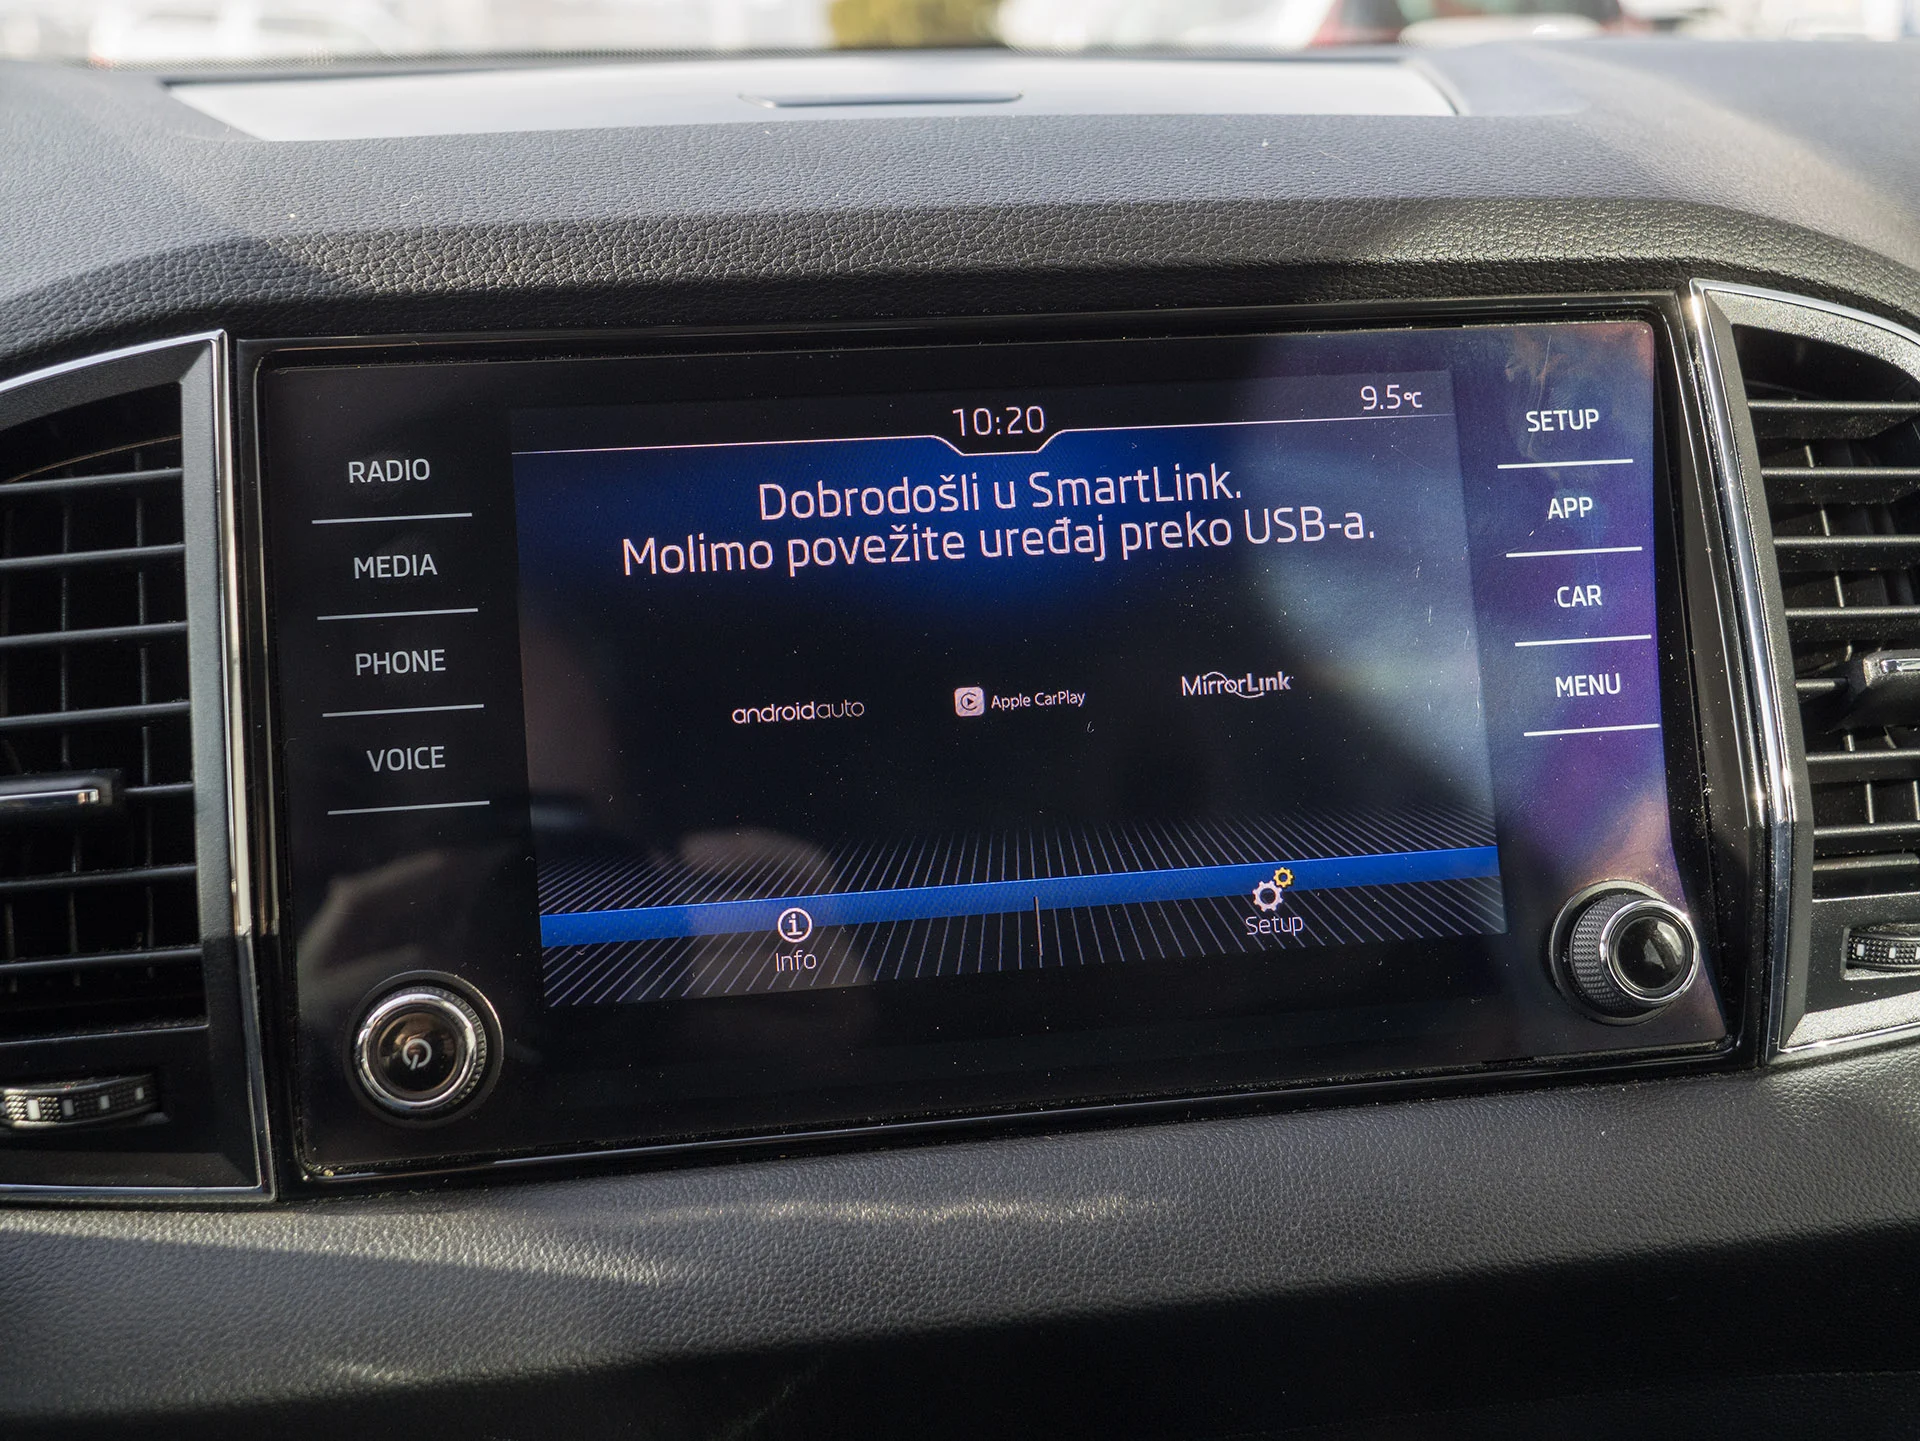 10:20
9.5°C
Dobrodošli u SmartLink.
Molimo povežite uređaj preko USB-a.
RADIO
MEDIA
PHONE
VOICE
androidauto
Apple CarPlay
MirrorLink
SETUP
APP
CAR
MENU
Info
Setup